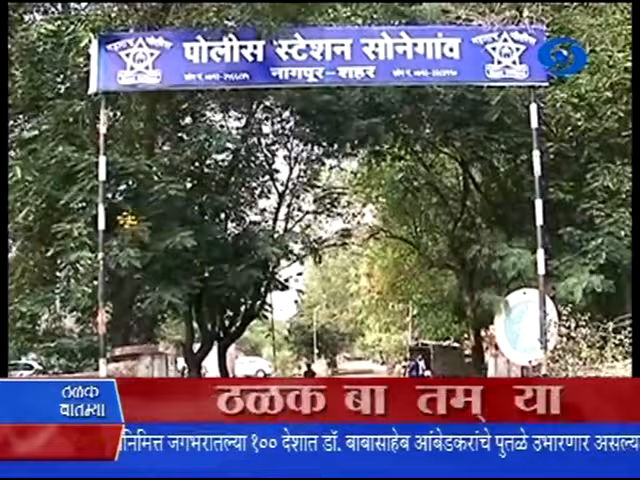 पोलीस स्टेशन सोनेगांव
नागपूर-शहर
ठळक
बातम्या
ठळक बातम्या
निमित्त जगभरातल्या १०० देशात डॉ. बाबासाहेब आंबेडकरांचे पुतळे उभारणार असल्य